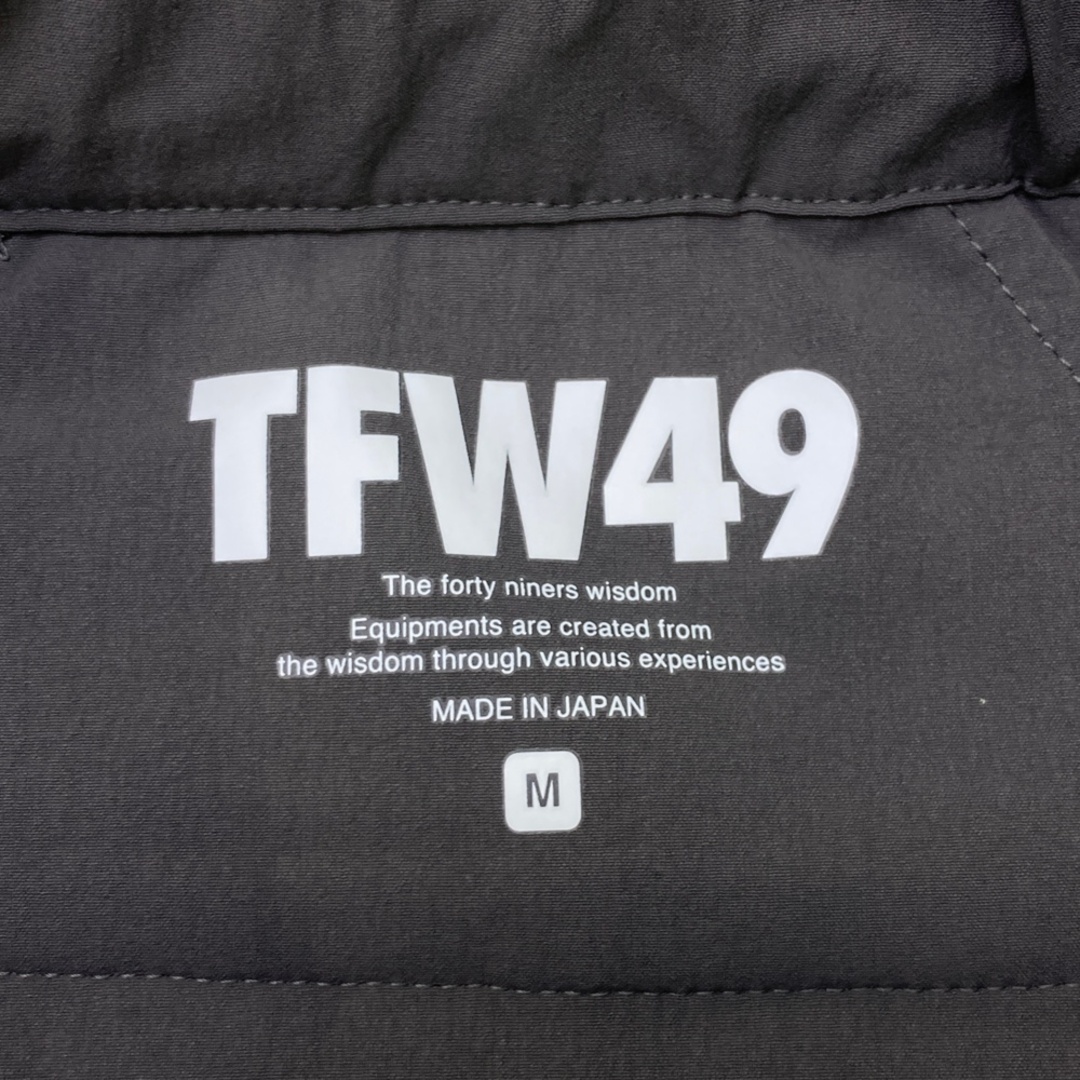 TFW49
The forty niners wisdom
Equipments are created from
the wisdom through various experiences
MADE IN JAPAN
M